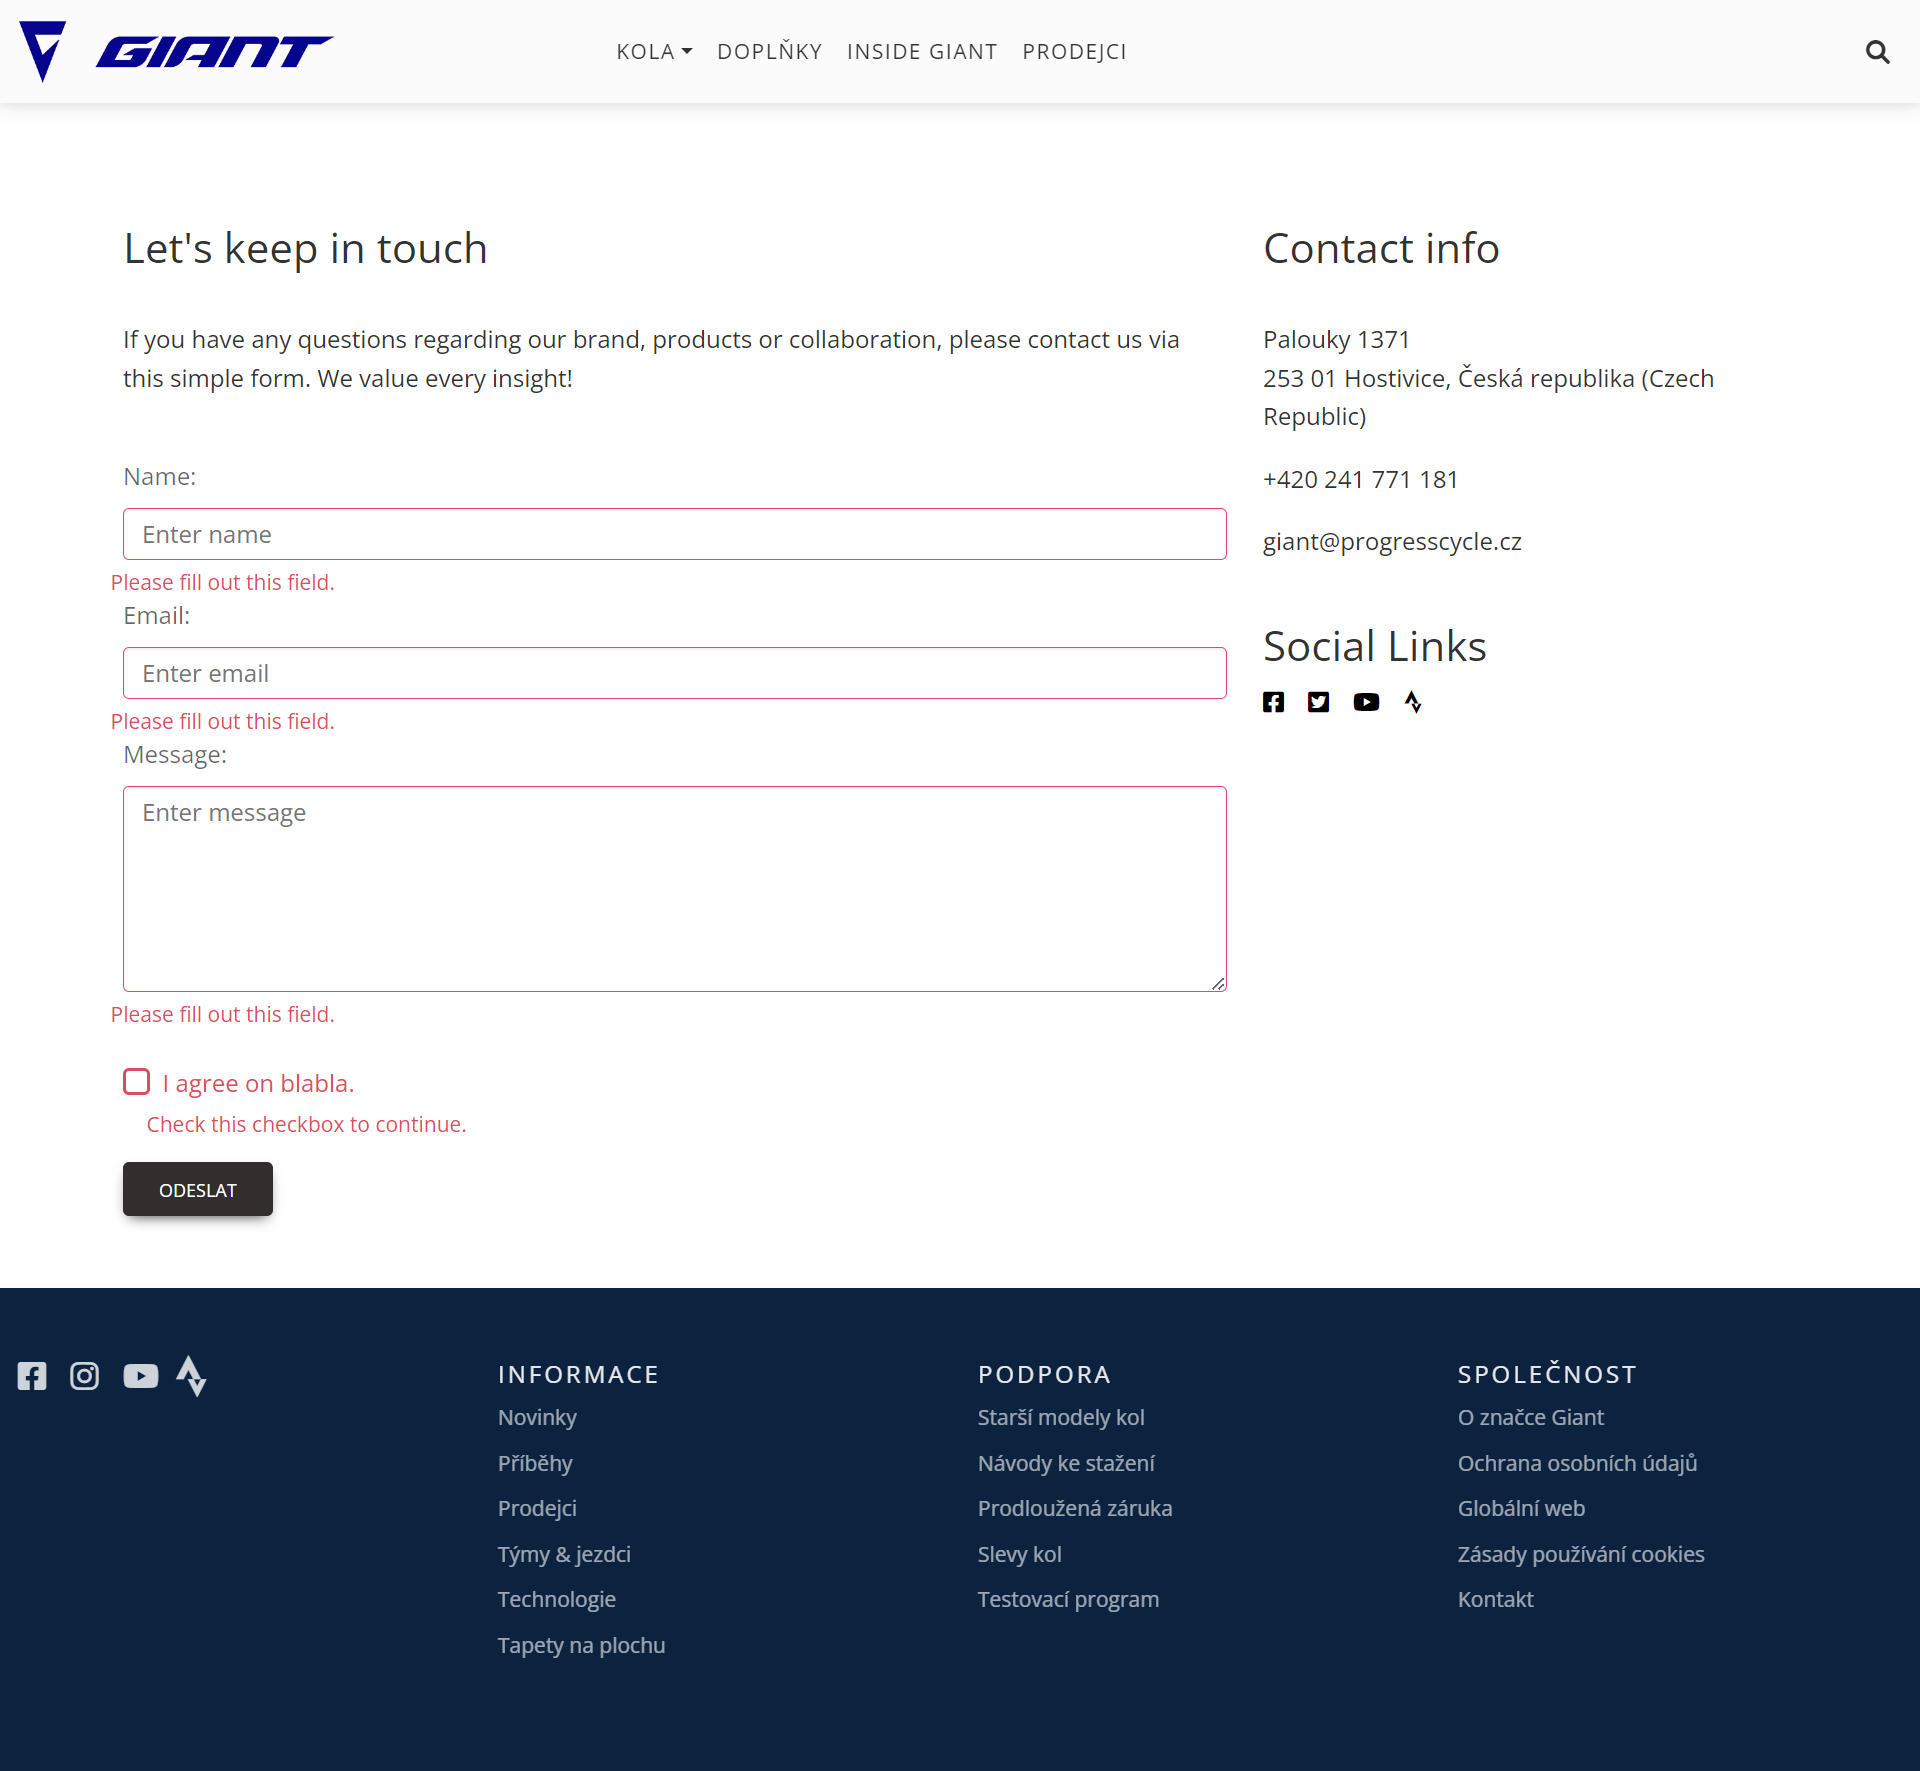 GIANT
KOLA DOPLŇKY INSIDE GIANT PRODEJCI
Let's keep in touch
If you have any questions regarding our brand, products or collaboration, please contact us via
this simple form. We value every insight!
Name:
Enter name
Please fill out this field.
Email:
Enter email
Please fill out this field.
Message:
Enter message
Please fill out this field.
I agree on blabla.
Check this checkbox to continue.
ODESLAT
Contact info
Palouky 1371
253 01 Hostivice, Česká republika (Czech
Republic)
+420 241 771 181
giant@progresscycle.cz
Social Links
INFORMACE
Novinky
Příběhy
Prodejci
Týmy & jezdci
Technologie
Tapety na plochu
PODPORA
Starší modely kol
Návody ke stažení
Prodloužená záruka
Slevy kol
Testovací program
SPOLEČNOST
O značce Giant
Ochrana osobních údajů
Globální web
Zásady používání cookies
Kontakt